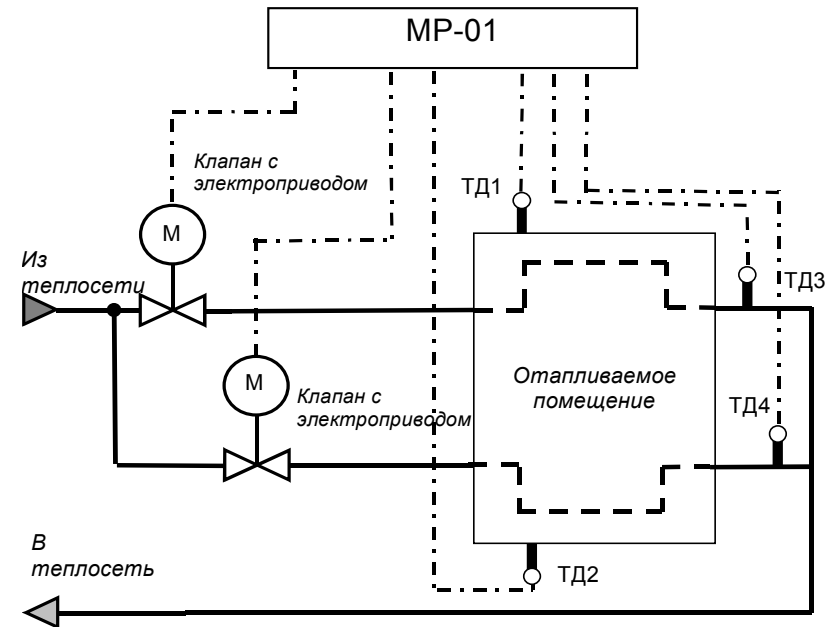 МР-01
Клапан с
электроприводом
ТД1
М
Из
теплосети
ТД3
М
Клапан с
электроприводом
Отапливаемое
помещение
ТД4
В
теплосеть
ТД2